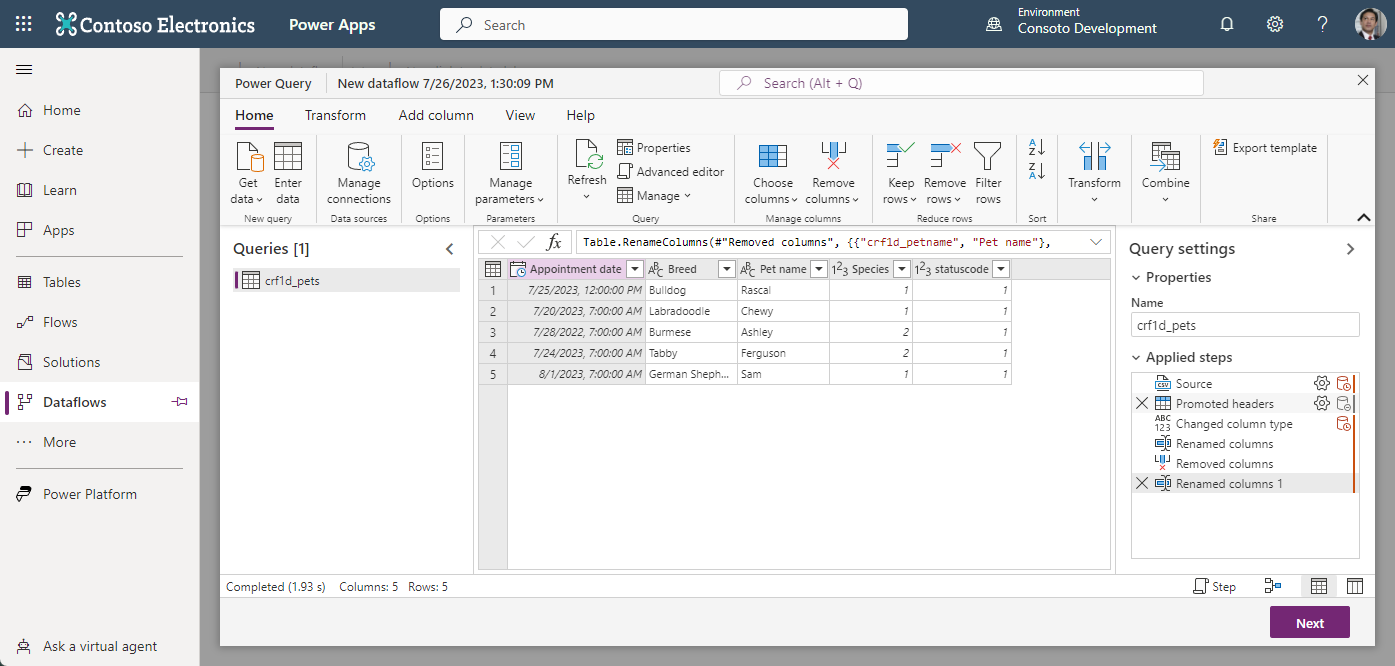 Contoso Electronics
Power Apps
Search
Environment
Consoto Development
?
Home
Create
Learn
Apps
Tables
Flows
Solutions
Dataflows
More
Power Platform
Ask a virtual agent
Power Query
New dataflow 7/26/2023, 1:30:09 PM
Search (Alt + Q)
Home Transform Add column View Help
Get data
Enter data
New query
Manage connections
Data sources
Options
Options
Manage parameters
Parameters
Refresh
Properties
Advanced editor
Manage
Query
Choose columns
Remove columns
Manage columns
Keep rows
Remove rows
Filter rows
Reduce rows
A Z
Z A
Sort
Transform
Combine
Export template
Share
Queries [1]
crf1d_pets
fx
Table.RenameColumns(#"Removed columns", {{"crf1d_petname", "Pet name"},
Appointment date ABC Breed ABC Pet name 123 Species 123 statuscode
1 7/25/2023, 12:00:00 PM Bulldog Rascal 1 1
2 7/20/2023, 7:00:00 AM Labradoodle Chewy 1 1
3 7/28/2022, 7:00:00 AM Burmese Ashley 2 1
4 7/24/2023, 7:00:00 AM Tabby Ferguson 2 1
5 8/1/2023, 7:00:00 AM German Sheph... Sam 1 1
Query settings
Properties
Name
crf1d_pets
Applied steps
CSV Source
Promoted headers
ABC 123 Changed column type
Renamed columns
Removed columns
Renamed columns 1
Completed (1.93 s) Columns: 5 Rows: 5
Step
Next